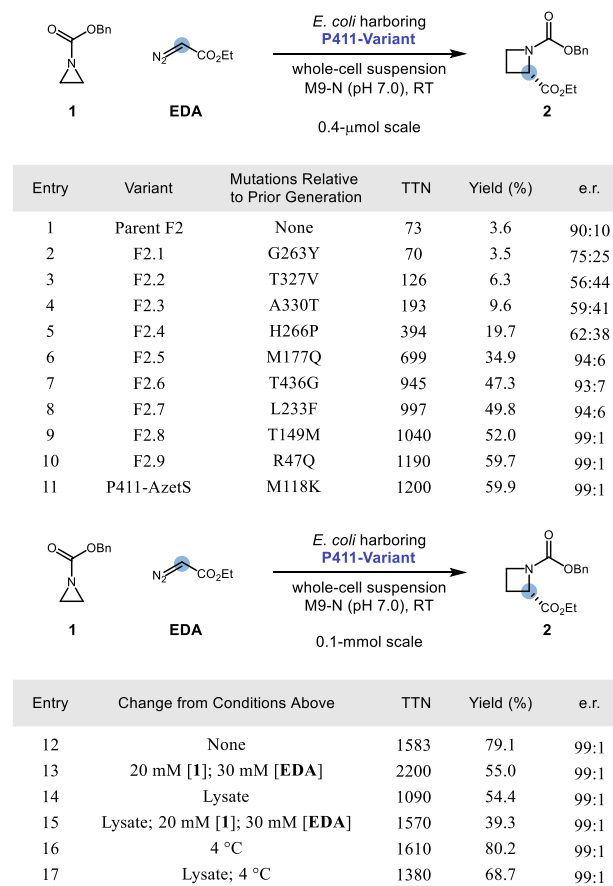 O
OBn
N
1
N2
CO2Et
EDA
E. coli harboring
P411-Variant
whole-cell suspension
M9-N (pH 7.0), RT
0.4-μmol scale
O
N
OBn
CO2Et
2
Entry Variant Mutations Relative to Prior Generation TTN Yield (%) e.r.
1 Parent F2 None 73 3.6 90:10
2 F2.1 G263Y 70 3.5 75:25
3 F2.2 T327V 126 6.3 56:44
4 F2.3 A330T 193 9.6 59:41
5 F2.4 H266P 394 19.7 62:38
6 F2.5 M177Q 699 34.9 94:6
7 F2.6 T436G 945 47.3 93:7
8 F2.7 L233F 997 49.8 94:6
9 F2.8 T149M 1040 52.0 99:1
10 F2.9 R47Q 1190 59.7 99:1
11 P411-AzetS M118K 1200 59.9 99:1
O
OBn
N
1
N2
CO2Et
EDA
E. coli harboring
P411-Variant
whole-cell suspension
M9-N (pH 7.0), RT
0.1-mmol scale
O
N
OBn
CO2Et
2
Entry Change from Conditions Above TTN Yield (%) e.r.
12 None 1583 79.1 99:1
13 20 mM [1]; 30 mM [EDA] 2200 55.0 99:1
14 Lysate 1090 54.4 99:1
15 Lysate; 20 mM [1]; 30 mM [EDA] 1570 39.3 99:1
16 4 °C 1610 80.2 99:1
17 Lysate; 4 °C 1380 68.7 99:1